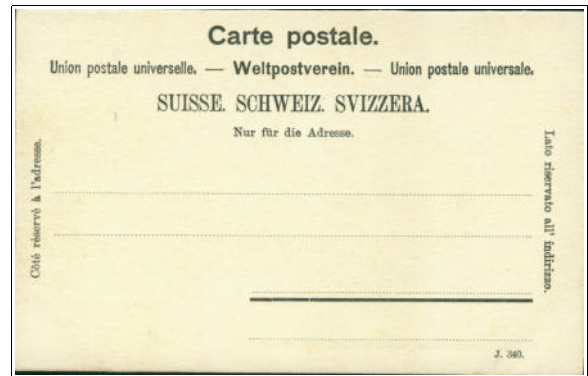 Carte postale.
Union postale universelle. — Weltpostverein. — Union postale universale.
SUISSE. SCHWEIZ. SVIZZERA.
Nur für die Adresse.
Côté réservé à l'adresse.
Lato riservato all' indirizzo.
J. 340.